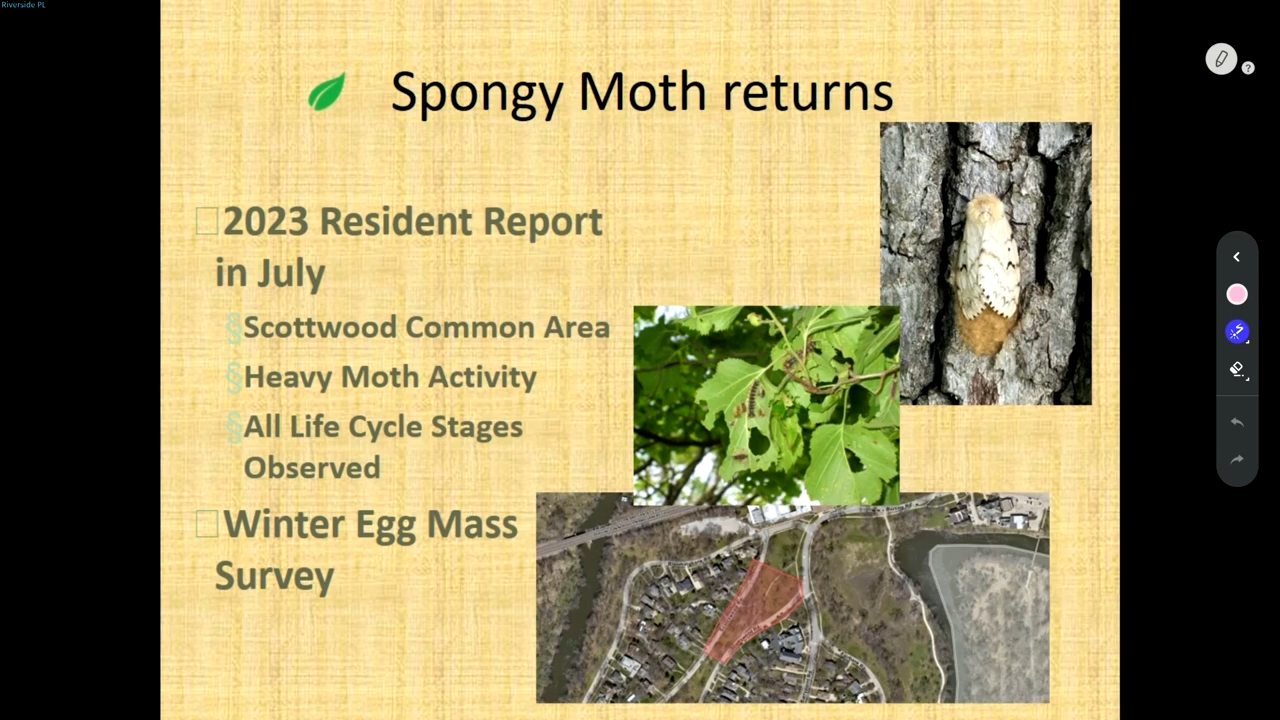 Riverside PL
Spongy Moth returns
2023 Resident Report
in July
§Scottwood Common Area
§Heavy Moth Activity
§All Life Cycle Stages
Observed
Winter Egg Mass
Survey
?